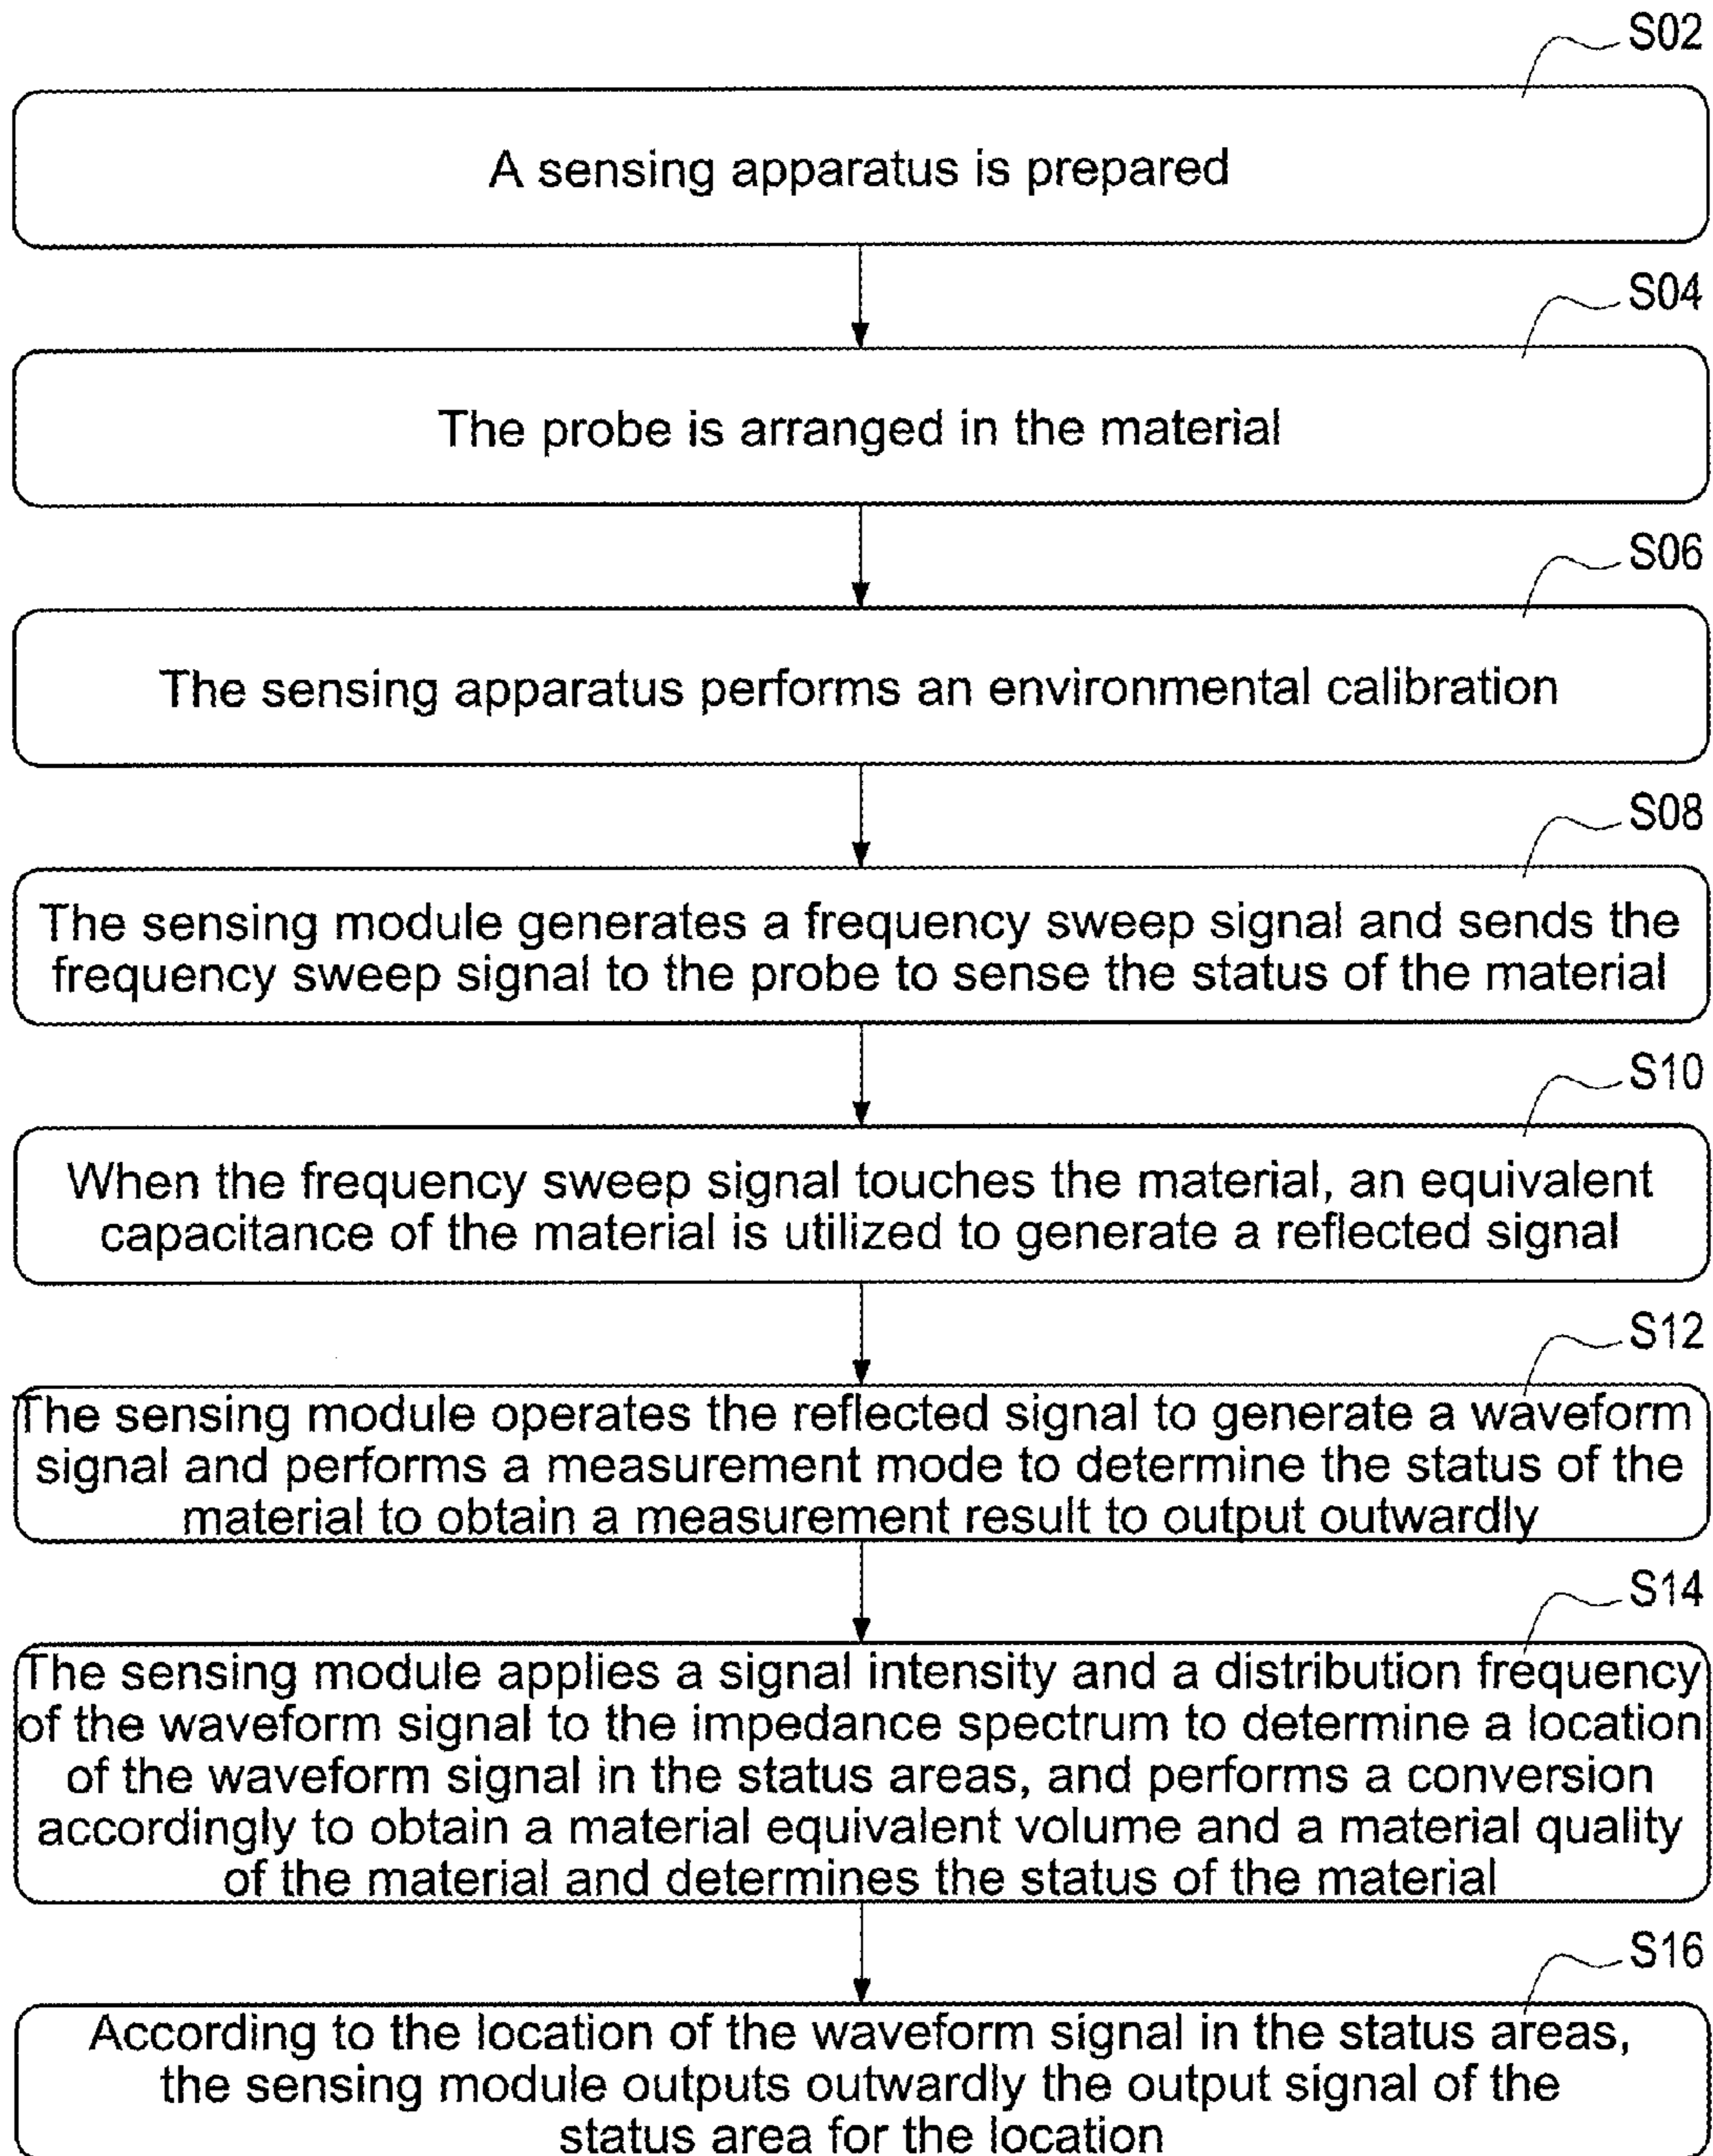 S02
A sensing apparatus is prepared
S04
The probe is arranged in the material
S06
The sensing apparatus performs an environmental calibration
S08
The sensing module generates a frequency sweep signal and sends the
frequency sweep signal to the probe to sense the status of the material
S10
When the frequency sweep signal touches the material, an equivalent
capacitance of the material is utilized to generate a reflected signal
S12
The sensing module operates the reflected signal to generate a waveform
signal and performs a measurement mode to determine the status of the
material to obtain a measurement result to output outwardly
S14
The sensing module applies a signal intensity and a distribution frequency
of the waveform signal to the impedance spectrum to determine a location
of the waveform signal in the status areas, and performs a conversion
accordingly to obtain a material equivalent volume and a material quality
of the material and determines the status of the material
S16
According to the location of the waveform signal in the status areas,
the sensing module outputs outwardly the output signal of the
status area for the location